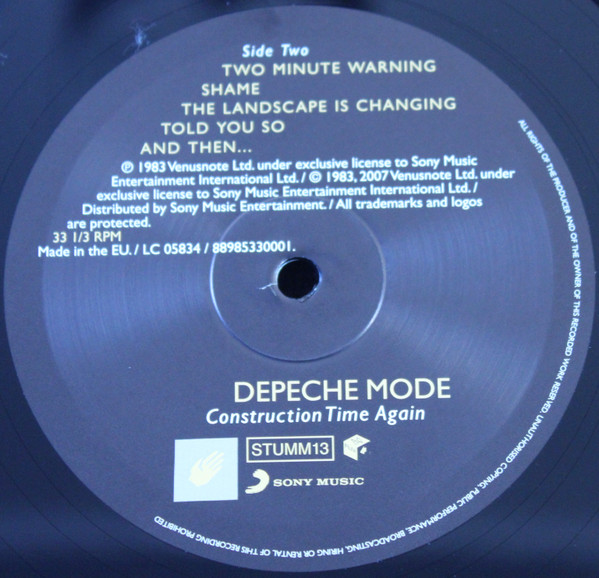 Side Two
TWO MINUTE WARNING
SHAME
THE LANDSCAPE IS CHANGING
TOLD YOU SO
AND THEN...
℗ 1983 Venusnote Ltd. under exclusive license to Sony Music
Entertainment International Ltd. / © 1983, 2007 Venusnote Ltd. under
exclusive license to Sony Music Entertainment International Ltd. /
Distributed by Sony Music Entertainment. / All trademarks and logos
are protected.
33 1/3 RPM
Made in the EU. / LC 05834 / 88985330001.
DEPECHE MODE
Construction Time Again
STUMM13
SONY MUSIC
ALL RIGHTS OF THE PRODUCER AND OF THE OWNER OF THIS RECORDED WORK RESERVED. UNAUTHORISED COPYING, PUBLIC PERFORMANCE, BROADCASTING, HIRING OR RENTAL OF THIS RECORDING PROHIBITED